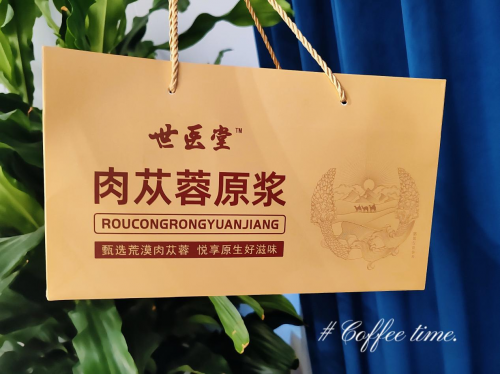 世医堂™
肉苁蓉原浆
ROUCONGRONGYUANJIANG
甄选荒漠肉苁蓉 悦享原生好滋味
# Coffee time.